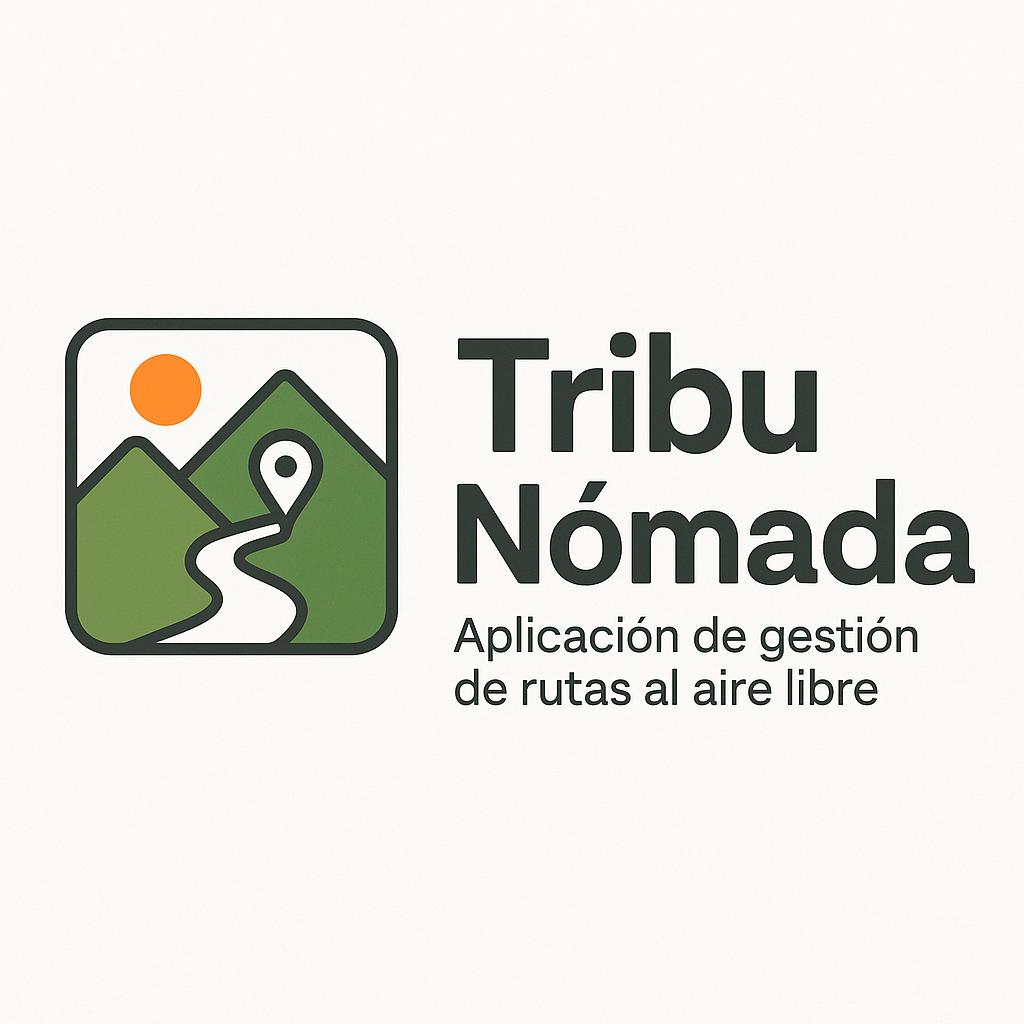 Tribu
Nómada
Aplicación de gestión
de rutas al aire libre